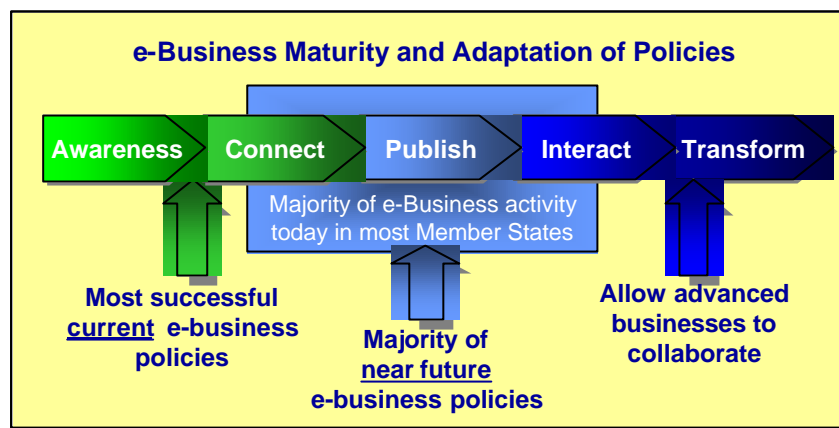 e-Business Maturity and Adaptation of Policies
Awareness
Connect
Publish
Interact
Transform
Majority of e-Business activity
today in most Member States
Most successful
current e-business
policies
Majority of
near future
e-business policies
Allow advanced
businesses to
collaborate